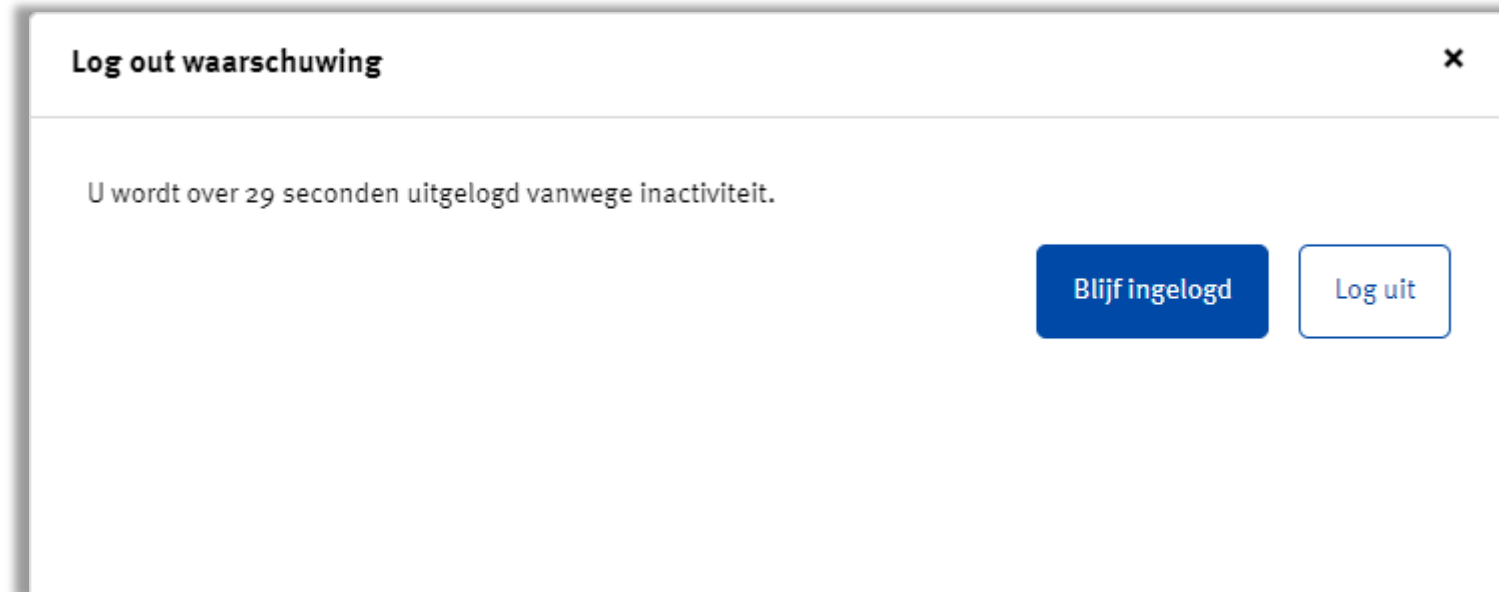 Log out waarschuwing
U wordt over 29 seconden uitgelogd vanwege inactiviteit.
Blijf ingelogd
Log uit